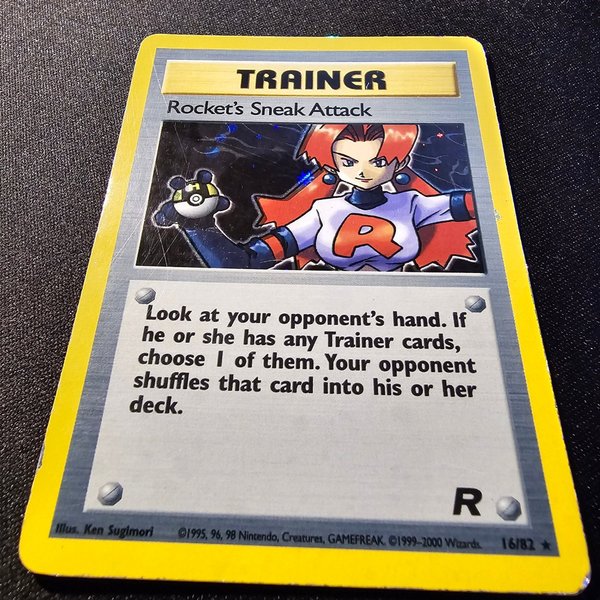 TRAINER
Rocket's Sneak Attack
R
Look at your opponent's hand. If
he or she has any Trainer cards,
choose 1 of them. Your opponent
shuffles that card into his or her
deck.
R
Illus. Ken Sugimori ©1995, 96, 98 Nintendo, Creatures, GAMEFREAK. ©1999-2000 Wizards. 16/82 ★